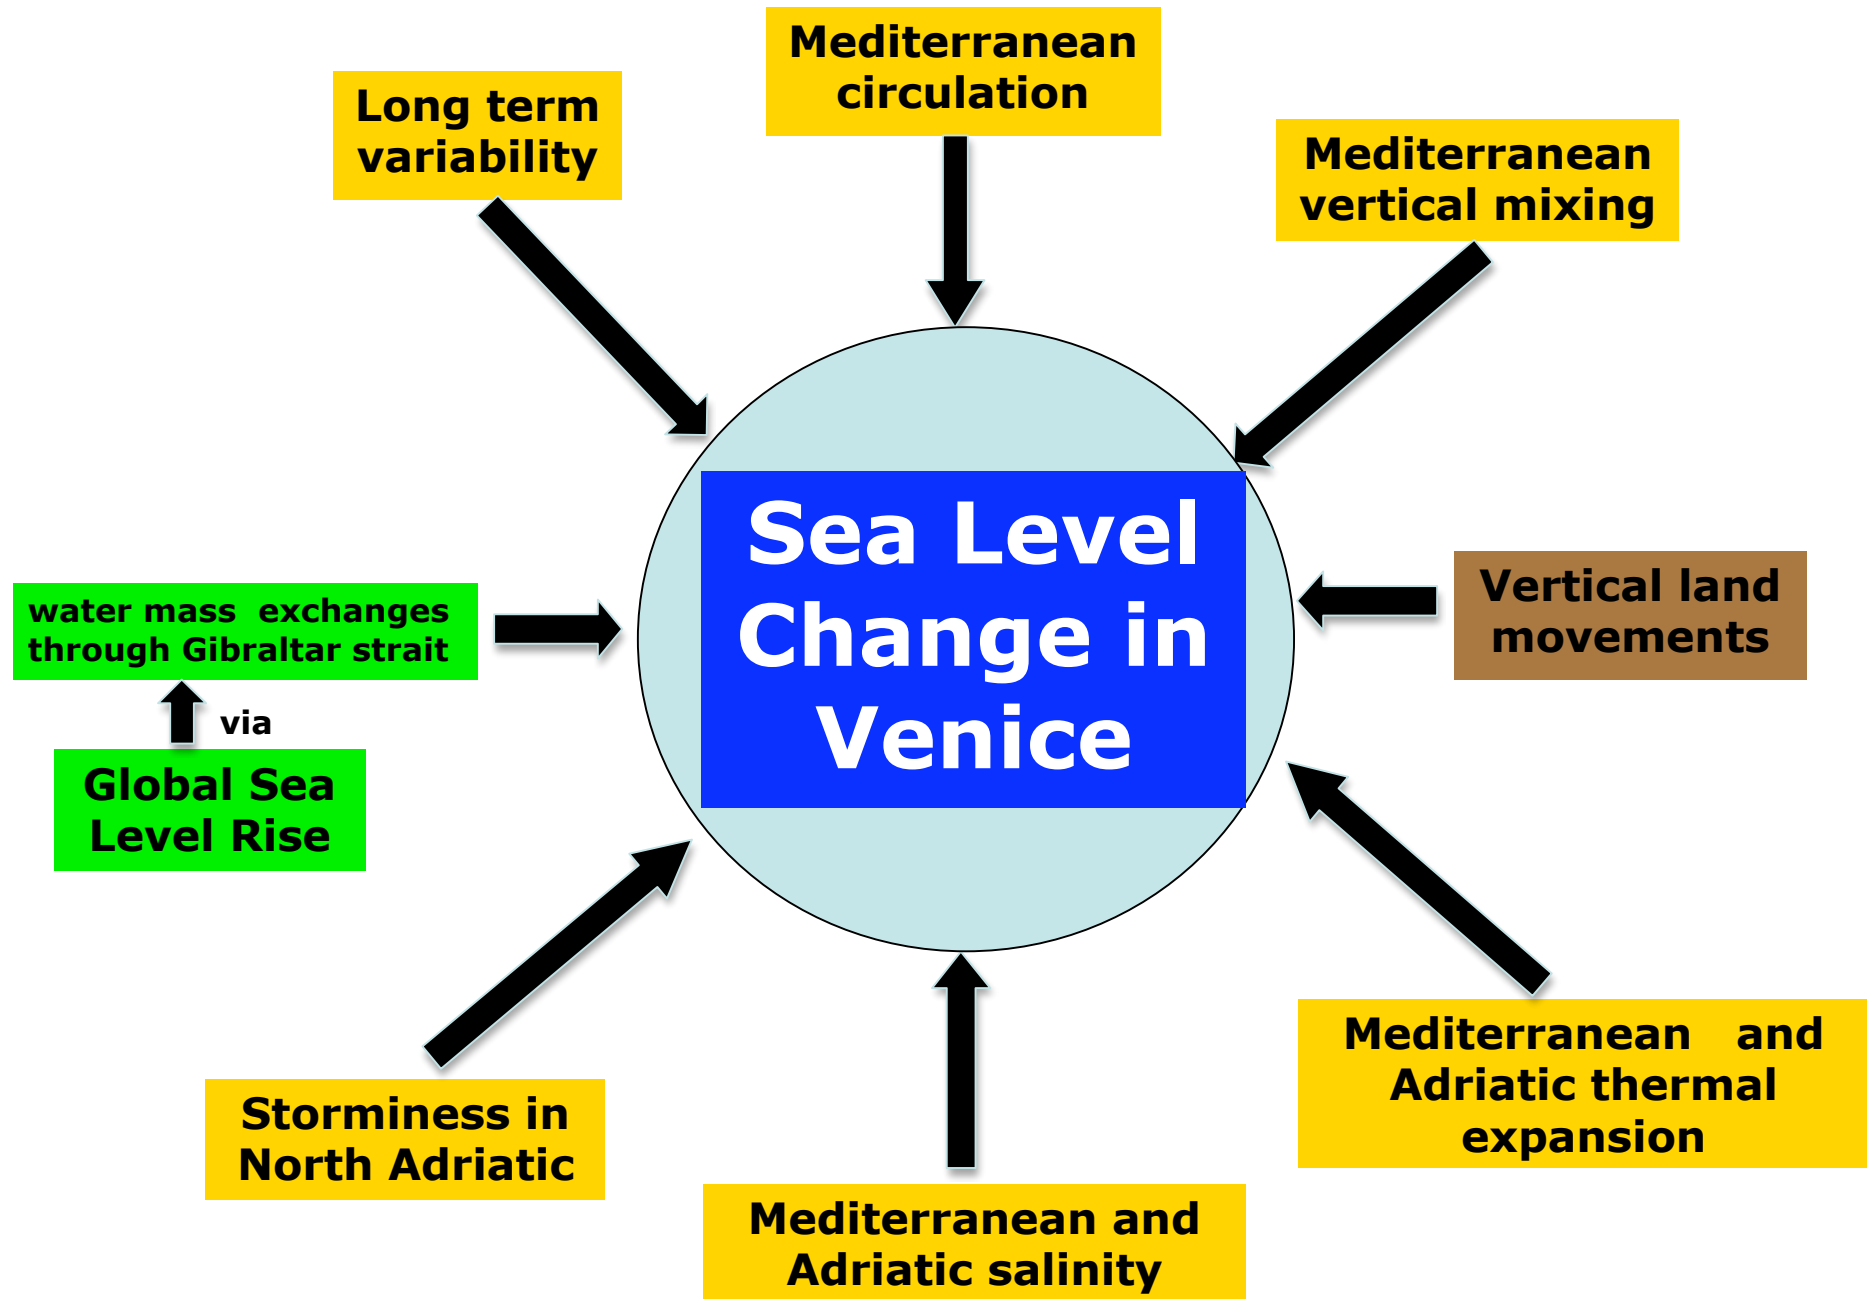 Mediterranean
circulation
Long term
variability
Mediterranean
vertical mixing
Sea Level
Change in
Venice
water mass exchanges
through Gibraltar strait
via
Global Sea
Level Rise
Vertical land
movements
Storminess in
North Adriatic
Mediterranean and
Adriatic thermal
expansion
Mediterranean and
Adriatic salinity